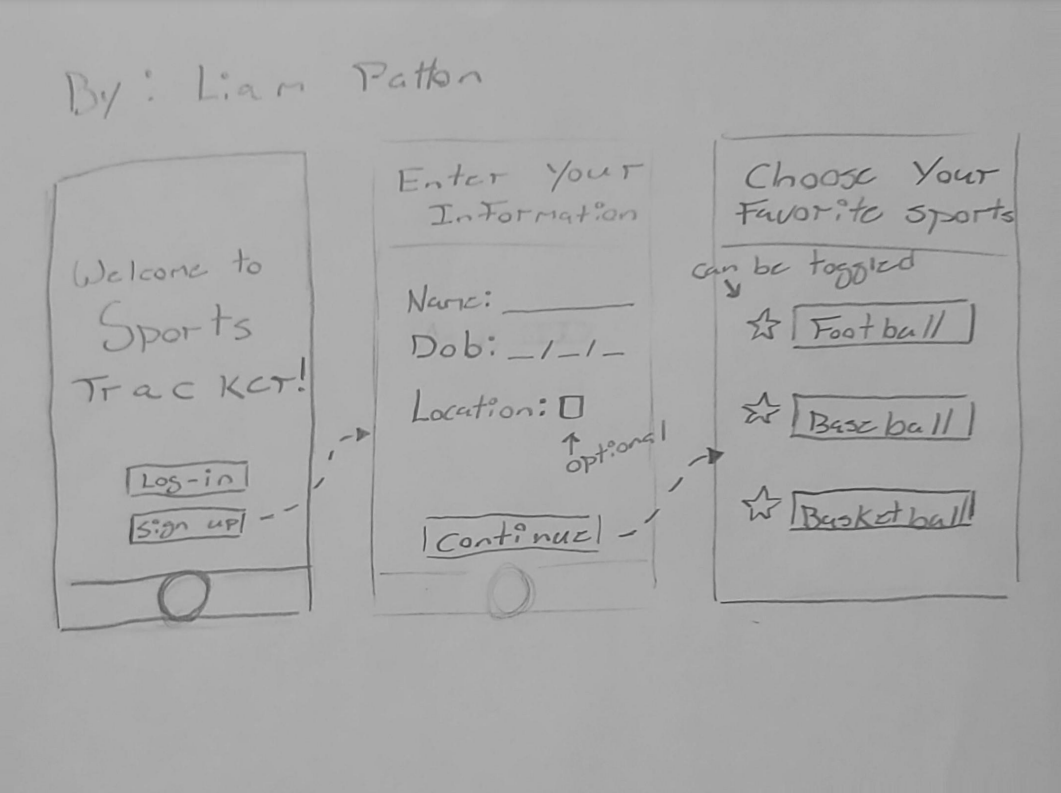 By: Liam Patton
Welcome to
Sports
Tracker!
Log-in
Sign up
Enter Your
Information
Name:
Dob: _/_/_
Location:
optional
Continue
Choose Your
Favorite sports
can be toggled
Football
Baseball
Basketball